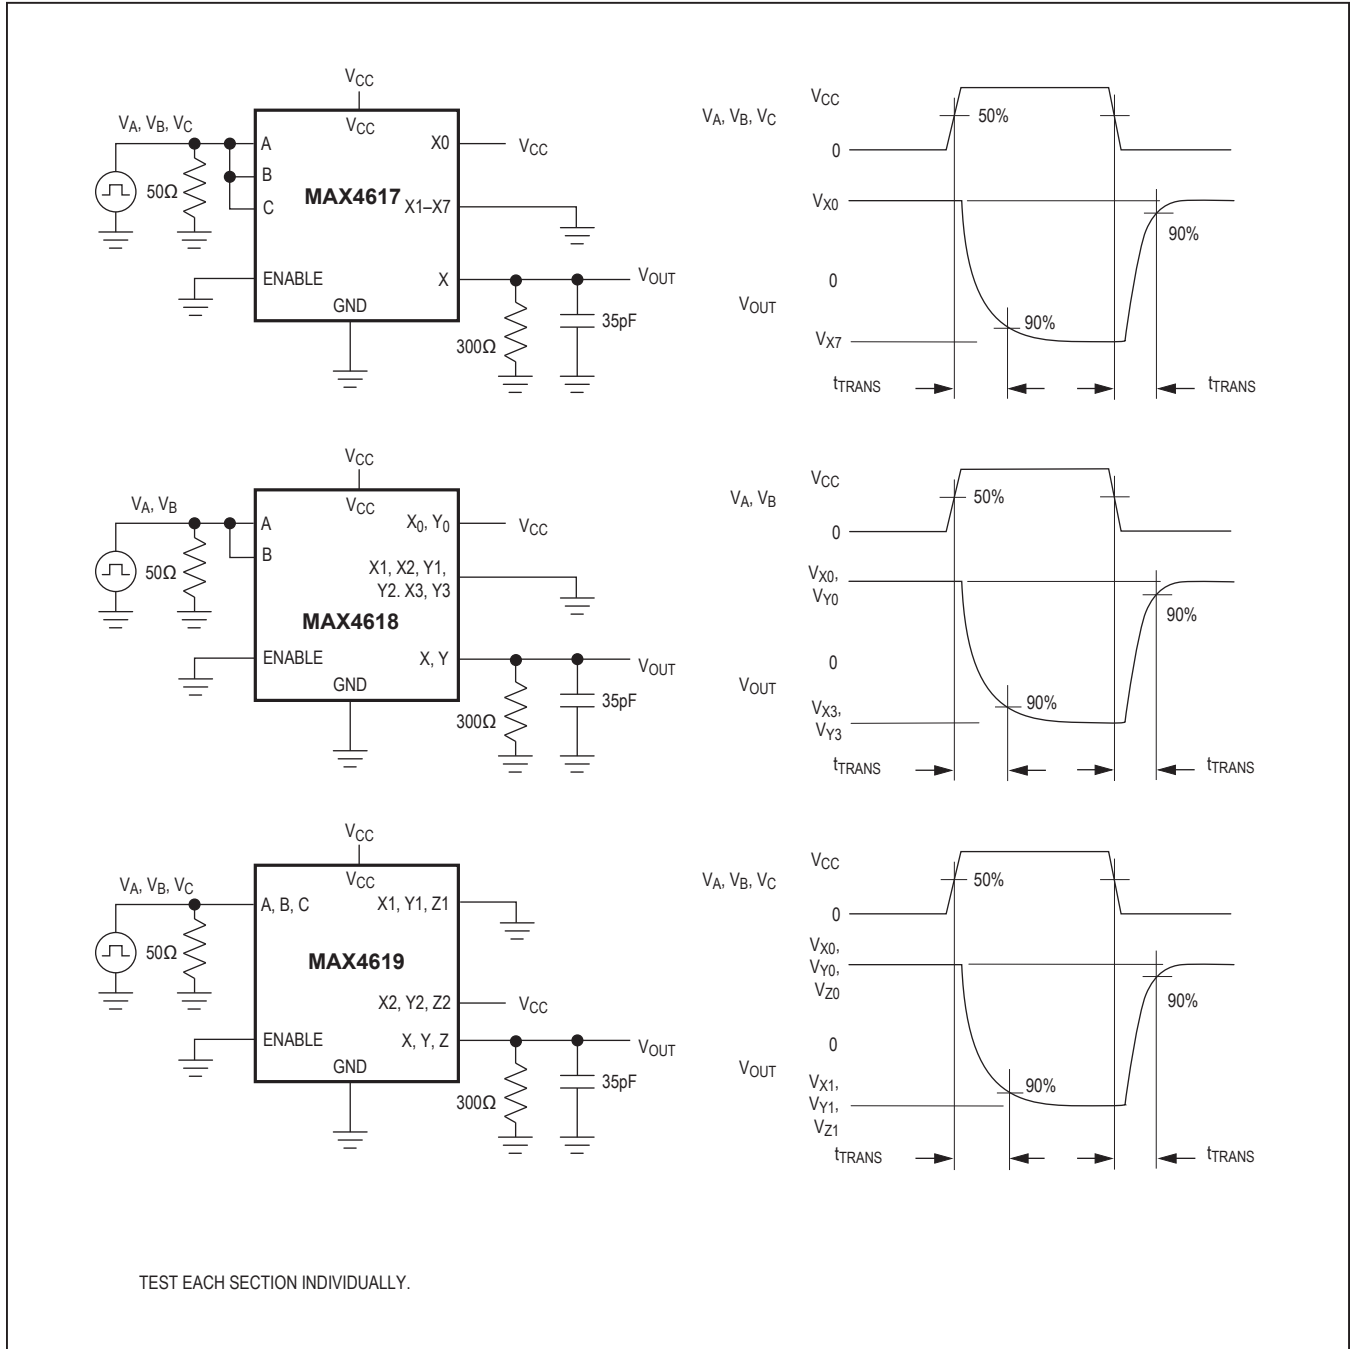 VCC
VA, VB, VC
50Ω
A
B
C
VCC
X0
VCC
MAX4617
X1–X7
ENABLE
X
GND
VOUT
300Ω
35pF
VA, VB, VC
VCC
50%
0
VX0
90%
0
VOUT
90%
VX7
tTRANS
tTRANS
VCC
VA, VB
50Ω
A
B
VCC
X0, Y0
VCC
X1, X2, Y1,
Y2. X3, Y3
MAX4618
ENABLE
X, Y
GND
VOUT
300Ω
35pF
VA, VB
VCC
50%
0
VX0,
VY0
90%
0
VOUT
VX3,
VY3
90%
tTRANS
tTRANS
VCC
VA, VB, VC
50Ω
A, B, C
VCC
X1, Y1, Z1
MAX4619
X2, Y2, Z2
VCC
ENABLE
X, Y, Z
GND
VOUT
300Ω
35pF
VA, VB, VC
VCC
50%
0
VX0,
VY0,
VZ0
90%
0
VOUT
VX1,
VY1,
VZ1
90%
tTRANS
tTRANS
TEST EACH SECTION INDIVIDUALLY.